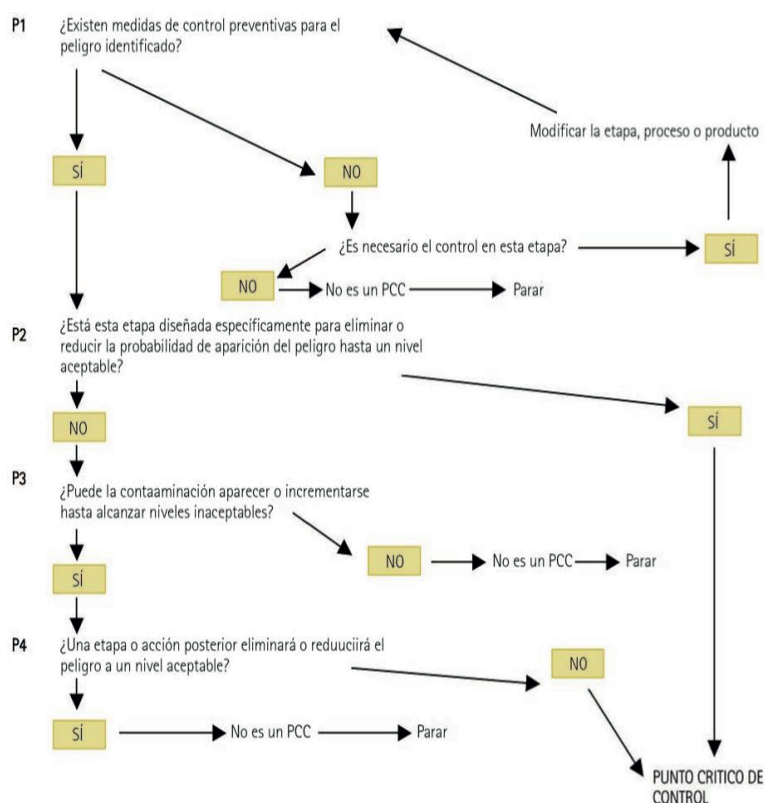 P1
¿Existen medidas de control preventivas para el
peligro identificado?
Modificar la etapa, proceso o producto
SÍ
NO
¿Es necesario el control en esta etapa?
SÍ
NO
No es un PCC
Parar
P2
¿Está esta etapa diseñada específicamente para eliminar o
reducir la probabilidad de aparición del peligro hasta un nivel
aceptable?
SÍ
NO
P3
¿Puede la contaaminación aparecer o incrementarse
hasta alcanzar niveles inaceptables?
NO
No es un PCC
Parar
SÍ
P4
¿Una etapa o acción posterior eliminará o reduuciirá el
peligro a un nivel aceptable?
NO
SÍ
No es un PCC
Parar
PUNTO CRITICO DE
CONTROL